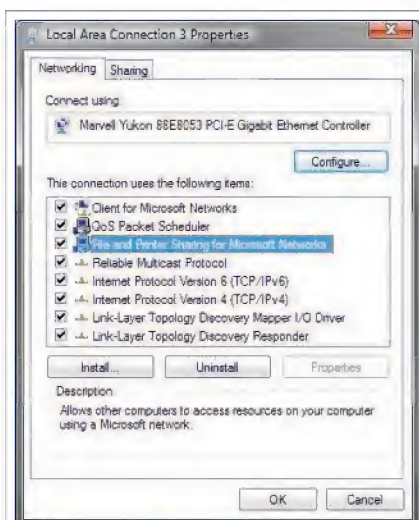 Local Area Connection 3 Properties
Networking
Sharing
Connect using:
Marvell Yukon 88E8053 PCI-E Gigabit Ethernet Controller
Configure...
This connection uses the following items:
Client for Microsoft Networks
QoS Packet Scheduler
File and Printer Sharing for Microsoft Networks
Reliable Multicast Protocol
Internet Protocol Version 6 (TCP/IPv6)
Internet Protocol Version 4 (TCP/IPv4)
Link-Layer Topology Discovery Mapper I/O Driver
Link-Layer Topology Discovery Responder
Install...
Uninstall
Properties
Description
Allows other computers to access resources on your computer
using a Microsoft network.
OK
Cancel